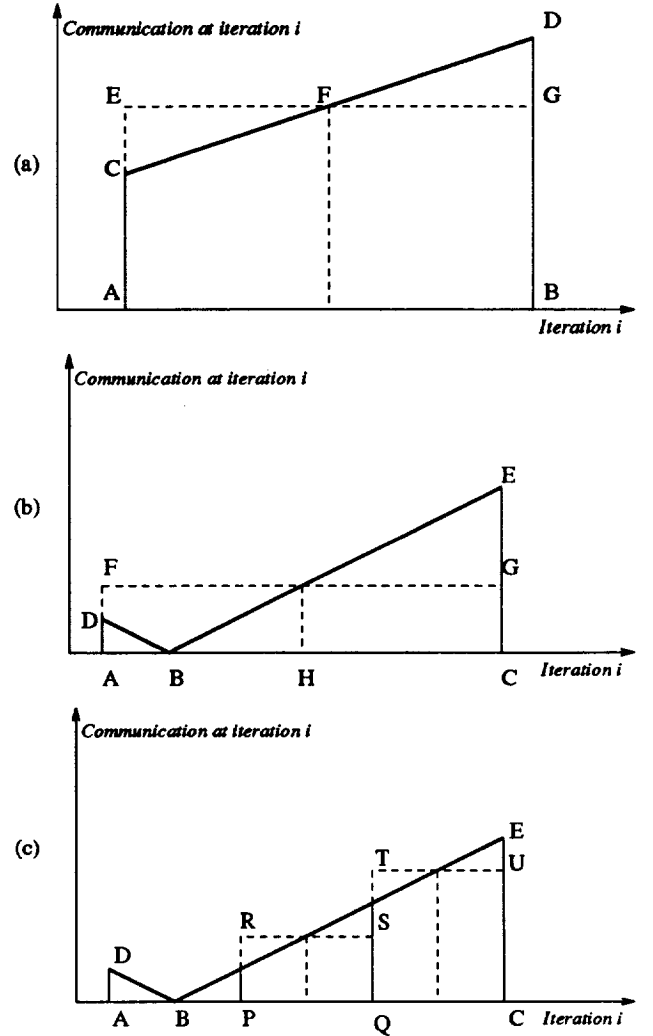 Communication at iteration i
D
E
F
G
(a)
C
A
B
Iteration i
Communication at iteration i
E
(b)
F
G
D
A
B
H
C
Iteration i
Communication at iteration i
E
(c)
T
U
R
S
D
A
B
P
Q
C
Iteration i